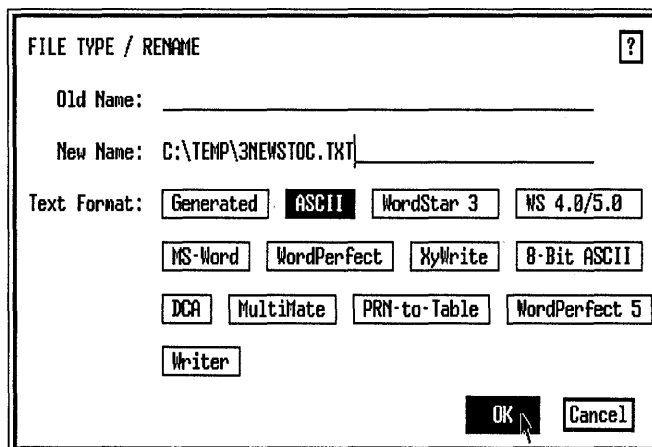 FILE TYPE / RENAME ?
Old Name:
New Name: C:\TEMP\3NEWSTOC.TXT
Text Format: Generated ASCII WordStar 3 WS 4.0/5.0
MS-Word WordPerfect XyWrite 8-Bit ASCII
DCA MultiMate PRN-to-Table WordPerfect 5
Writer
OK Cancel